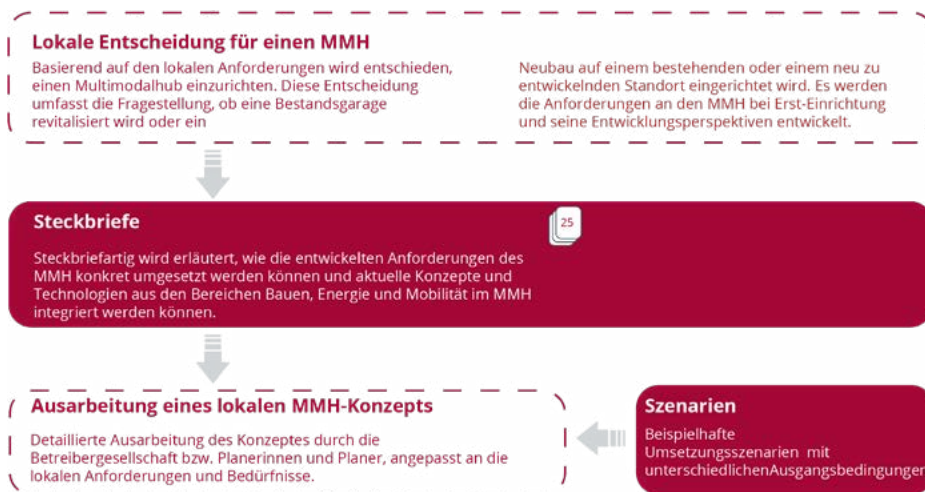 Lokale Entscheidung für einen MMH
Basierend auf den lokalen Anforderungen wird entschieden,
einen Multimodalhub einzurichten. Diese Entscheidung
umfasst die Fragestellung, ob eine Bestandsgarage
revitalisiert wird oder ein
Neubau auf einem bestehenden oder einem neu zu
entwickelnden Standort eingerichtet wird. Es werden
die Anforderungen an den MMH bei Erst-Einrichtung
und seine Entwicklungsperspektiven entwickelt.
Steckbriefe
25
Steckbriefartig wird erläutert, wie die entwickelten Anforderungen des
MMH konkret umgesetzt werden können und aktuelle Konzepte und
Technologien aus den Bereichen Bauen, Energie und Mobilität im MMH
integriert werden können.
Ausarbeitung eines lokalen MMH-Konzepts
Detaillierte Ausarbeitung des Konzeptes durch die
Betreibergesellschaft bzw. Planerinnen und Planer, angepasst an die
lokalen Anforderungen und Bedürfnisse.
Szenarien
Beispielhafte
Umsetzungsszenarien mit
unterschiedlichenAusgangsbedingungen